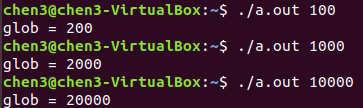 chen3@chen3-VirtualBox:~$ ./a.out 100
glob = 200
chen3@chen3-VirtualBox:~$ ./a.out 1000
glob = 2000
chen3@chen3-VirtualBox:~$ ./a.out 10000
glob = 20000